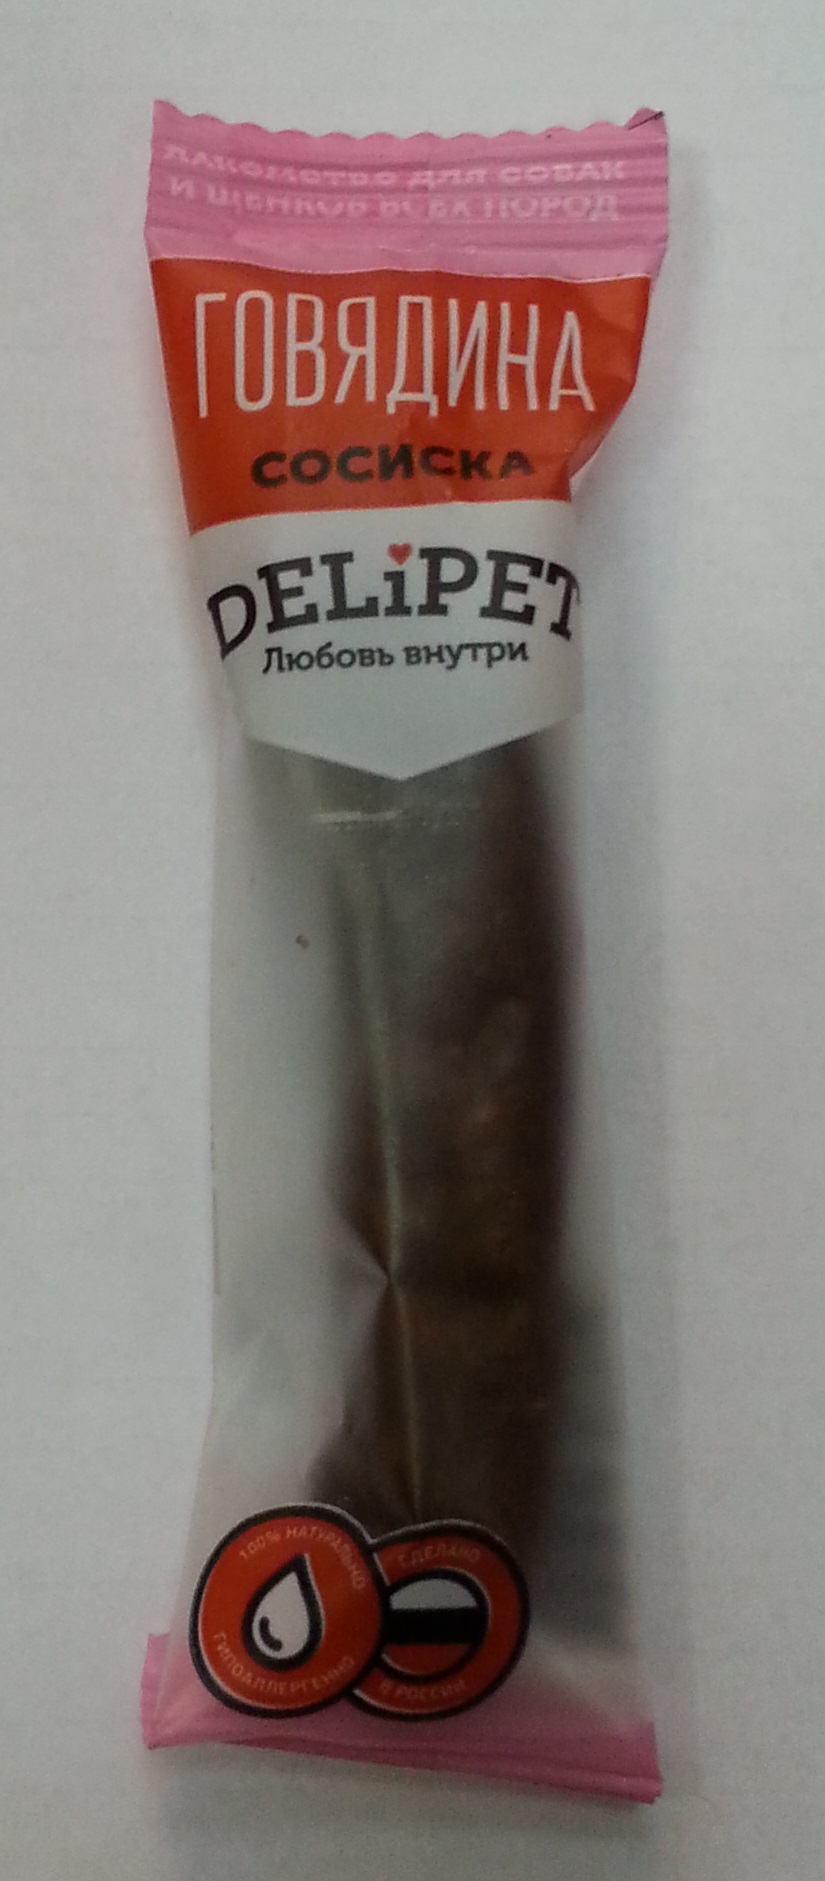 ЛАКОМСТВО ДЛЯ СОБАК
И ЩЕНКОВ ВСЕХ ПОРОД
ГОВЯДИНА
СОСИСКА
DELiPET
Любовь внутри
100% НАТУРАЛЬНО
ГИПОАЛЛЕРГЕННО
СДЕЛАНО
В РОССИИ